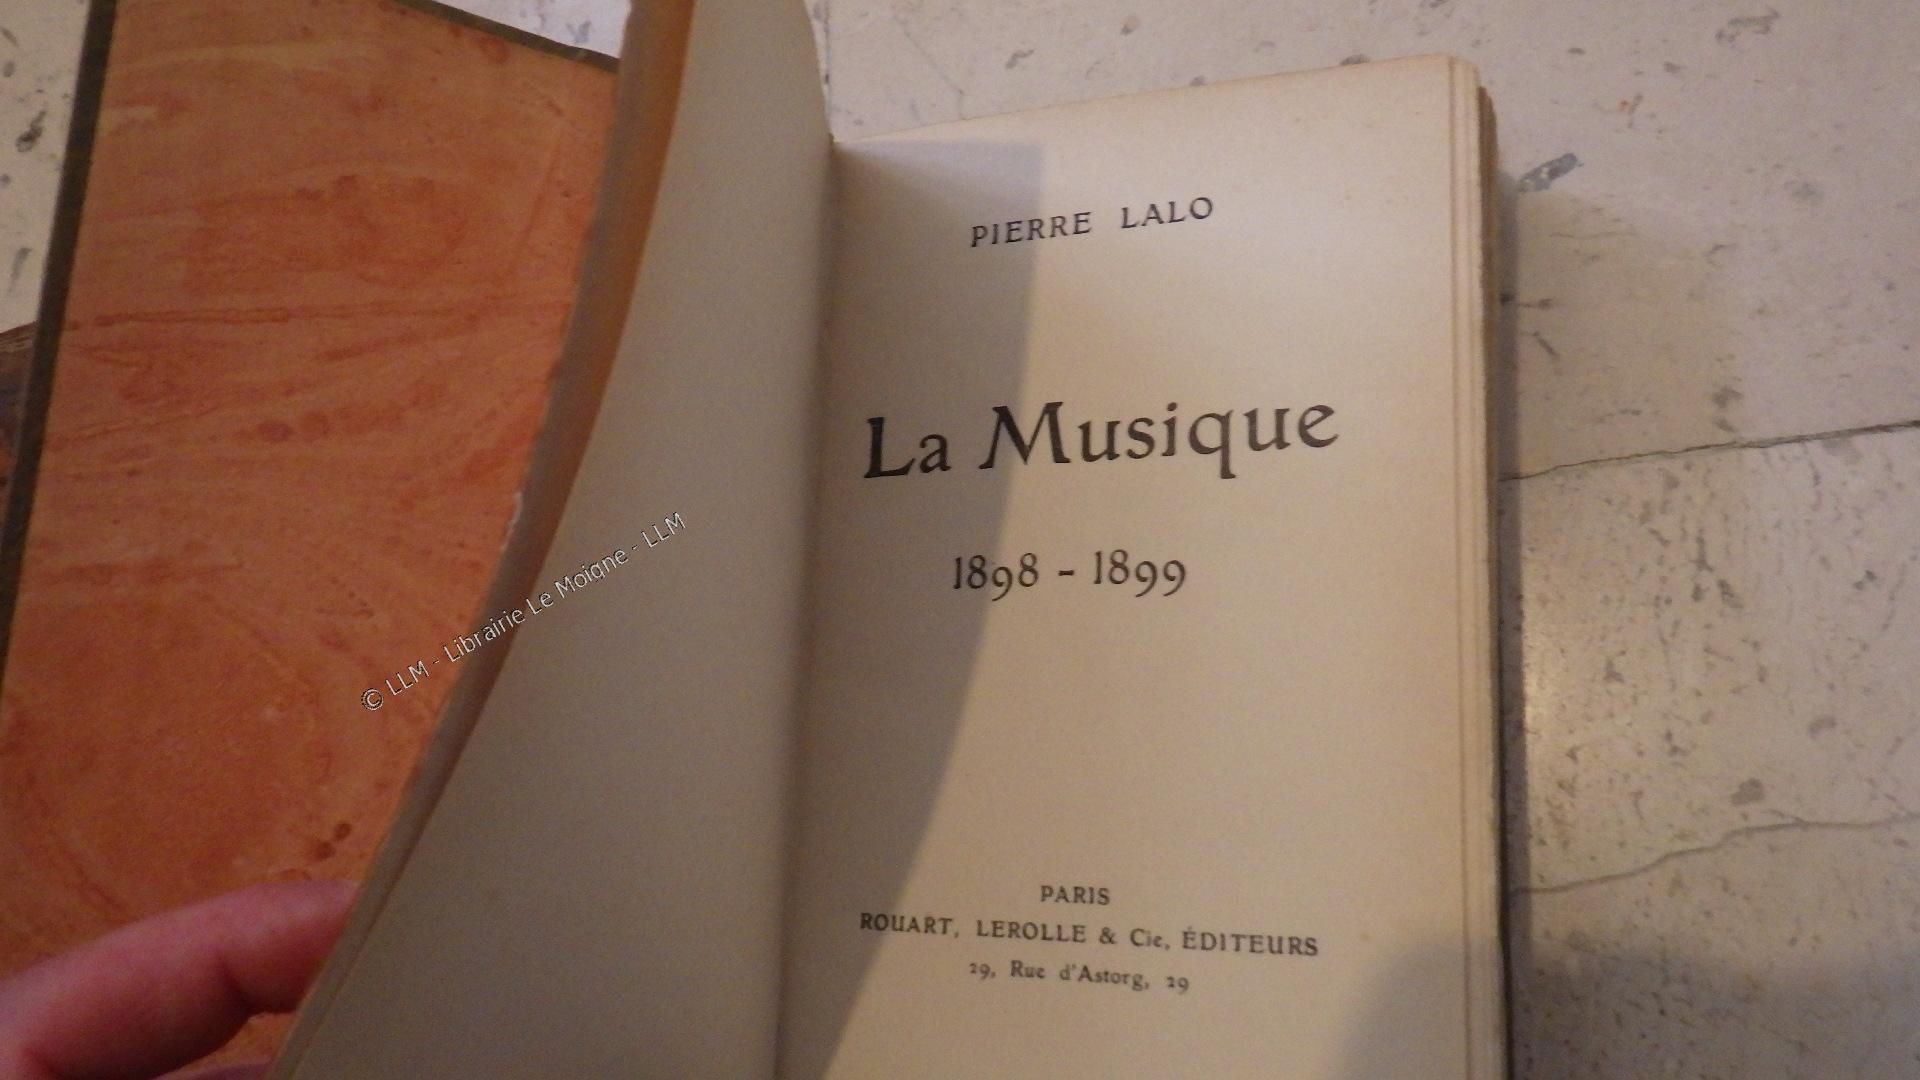 PIERRE LALO
La Musique
1898 - 1899
PARIS
ROUART, LEROLLE & Cie, ÉDITEURS
29, Rue d'Astorg, 29
© LLM - Librairie Le Moigne - LLM